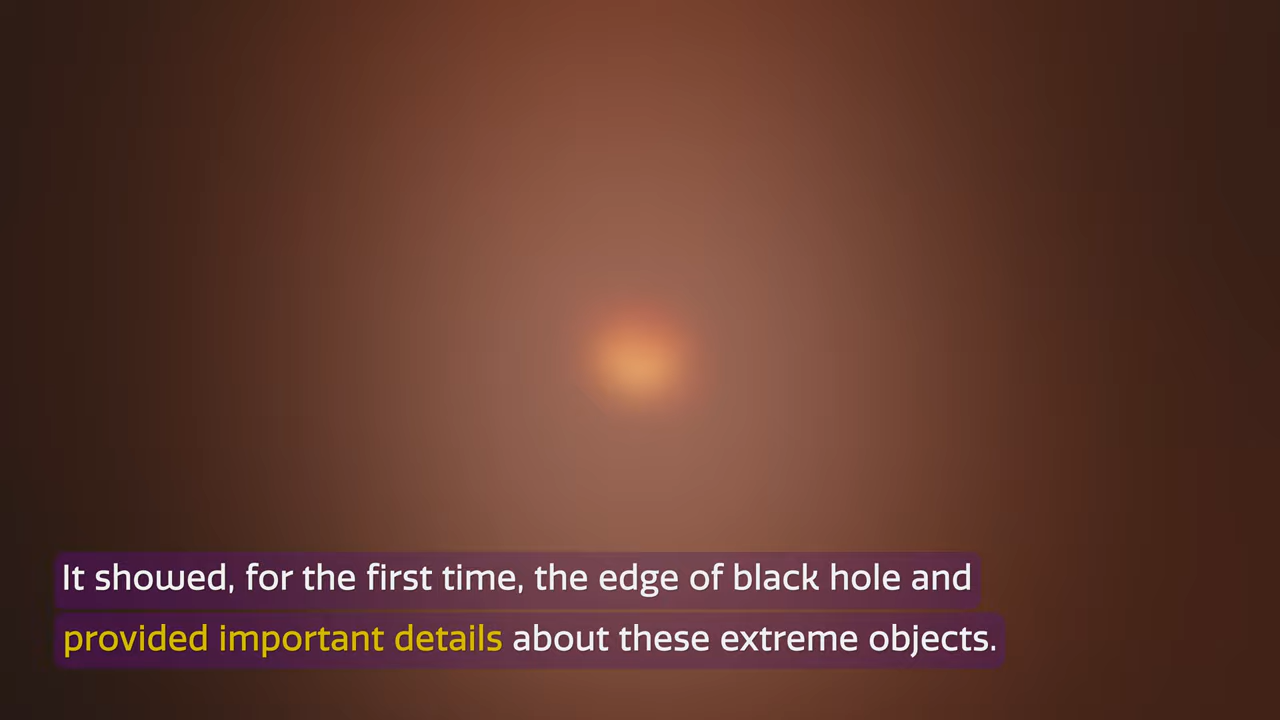 It showed, for the first time, the edge of black hole and
provided important details about these extreme objects.